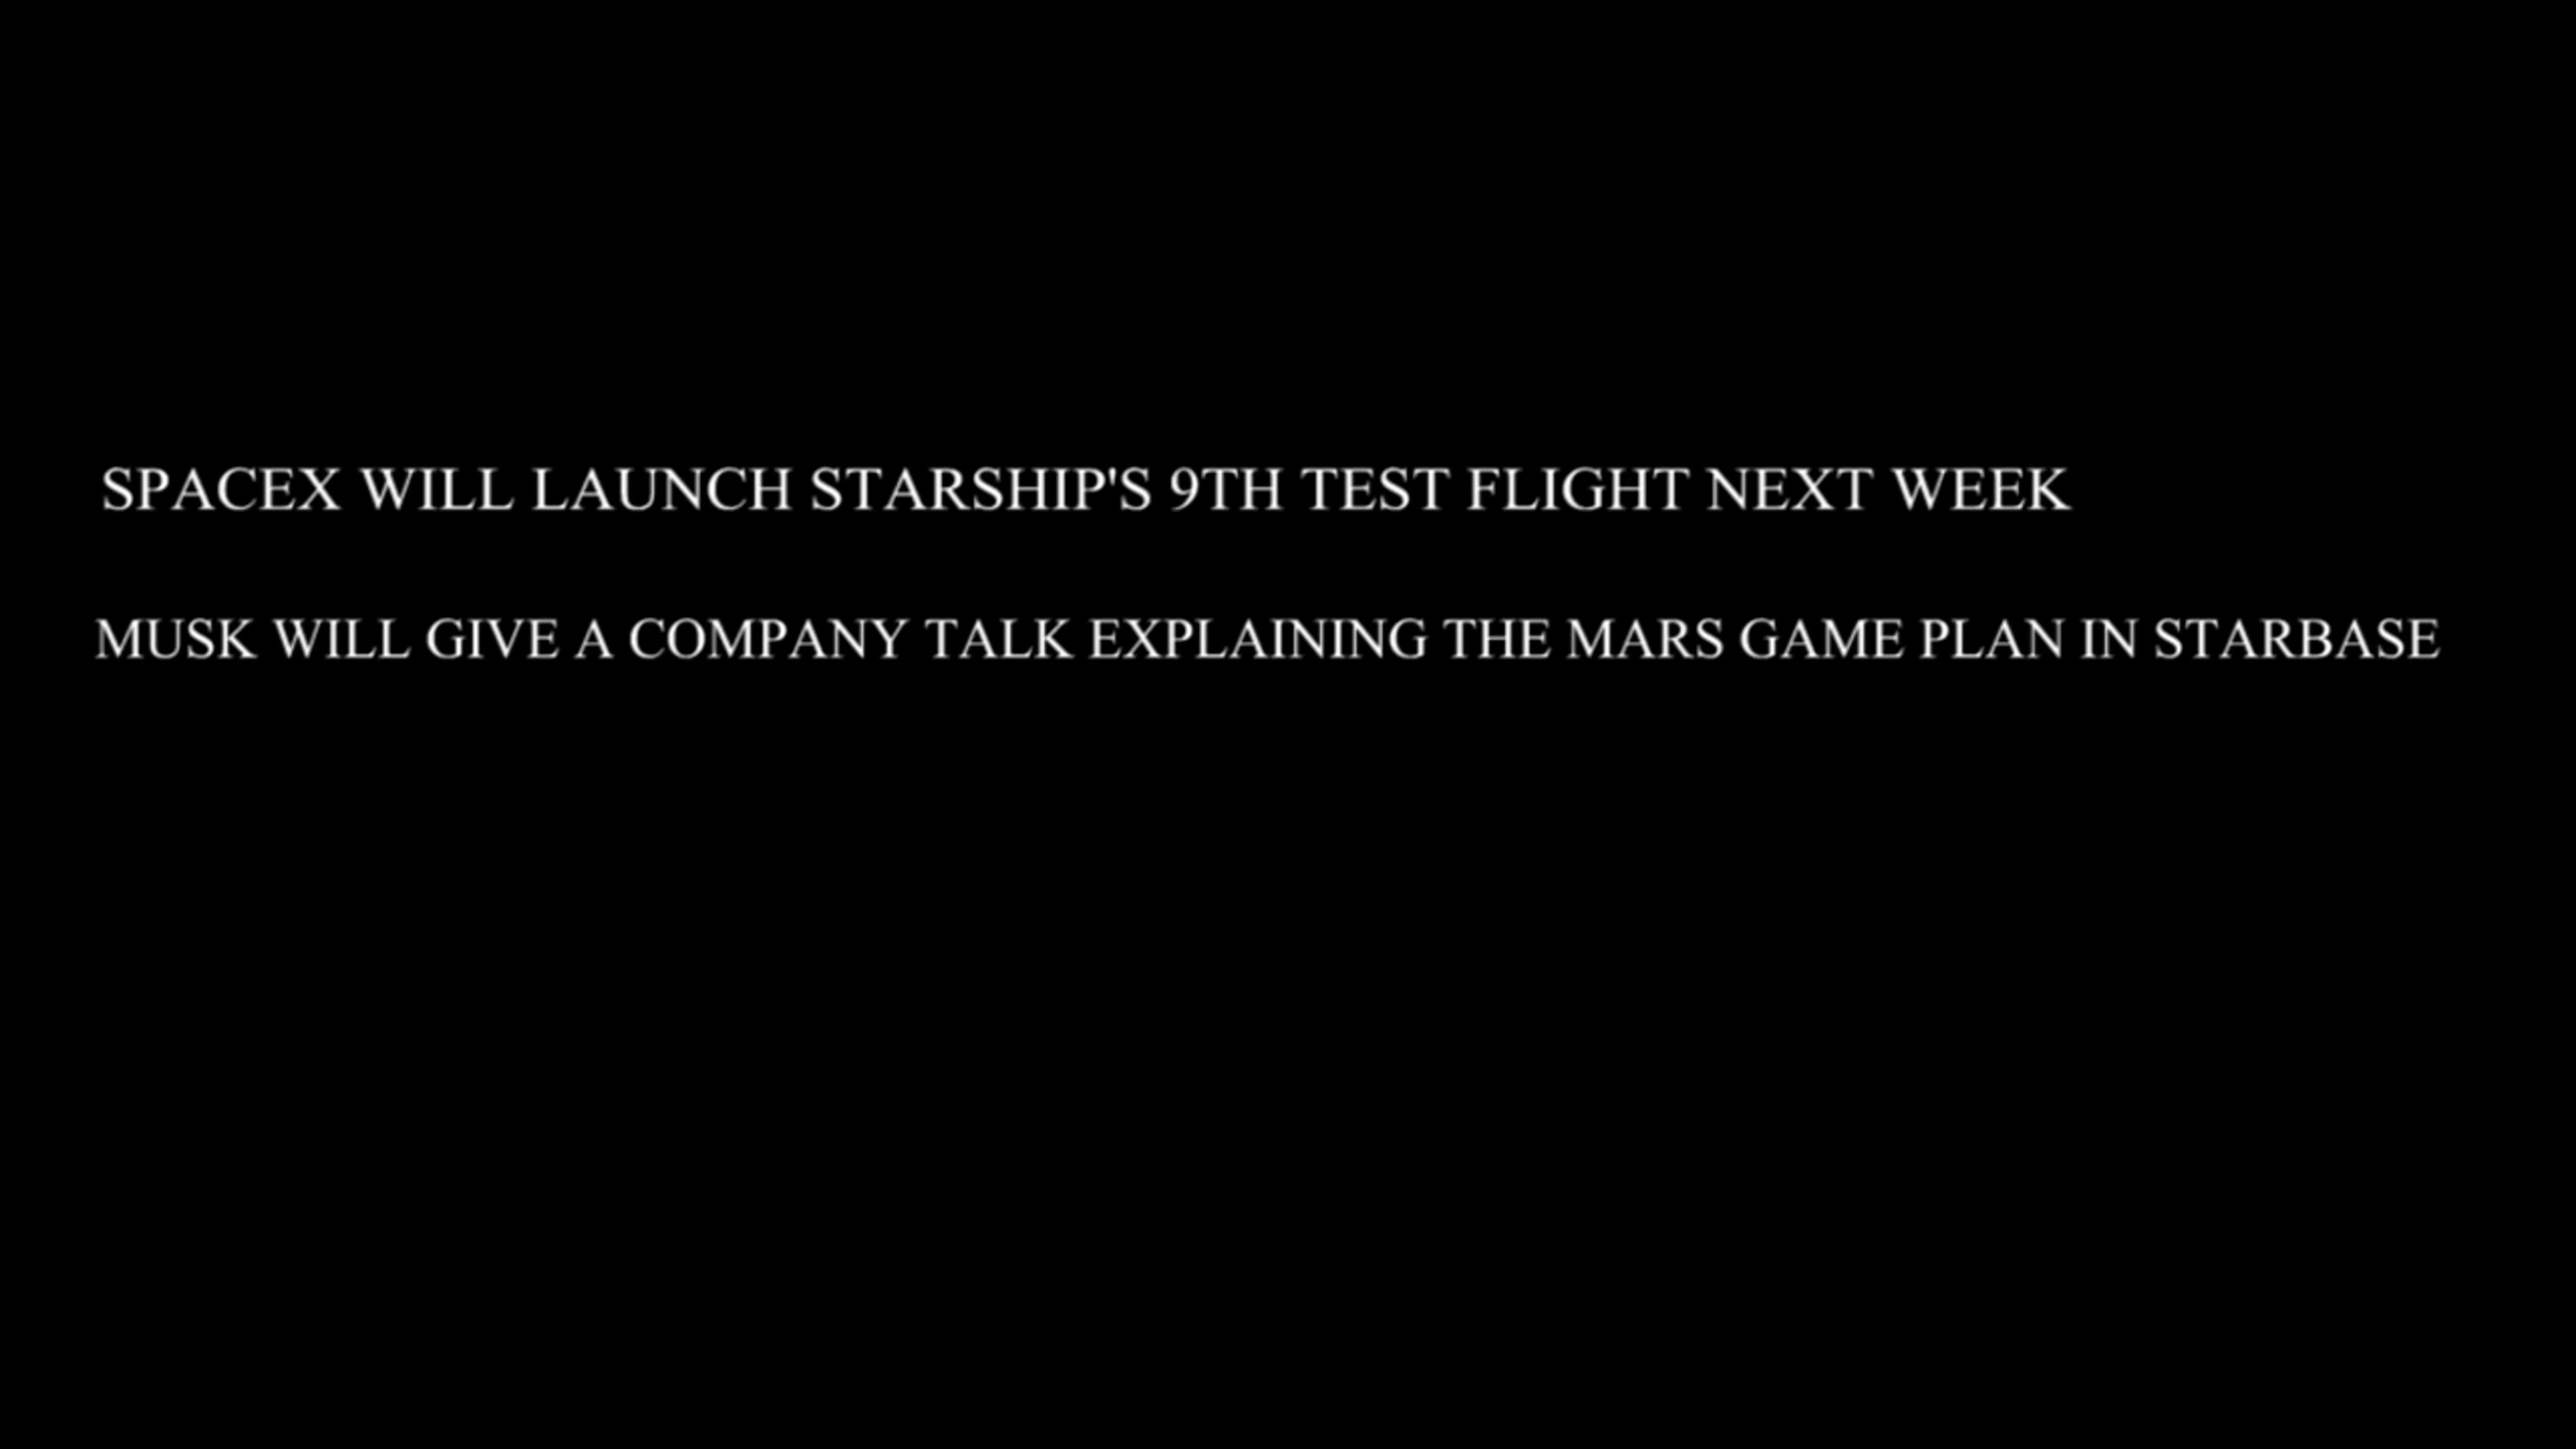 SPACEX WILL LAUNCH STARSHIP'S 9TH TEST FLIGHT NEXT WEEK
MUSK WILL GIVE A COMPANY TALK EXPLAINING THE MARS GAME PLAN IN STARBASE